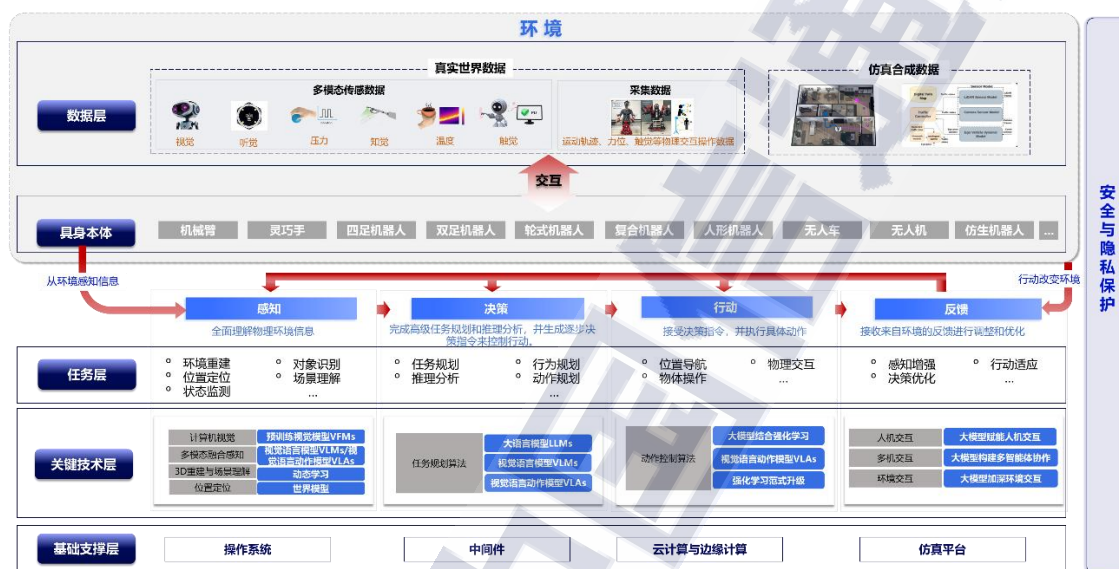 环境
真实世界数据
仿真合成数据
多模态传感数据
采集数据
数据层
视觉
听觉
压力
知觉
温度
触觉
运动轨迹、力位、触觉等物理交互操作数据
交互
具身本体
机械臂
灵巧手
四足机器人
双足机器人
轮式机器人
复合机器人
人形机器人
无人车
无人机
仿生机器人
...
安全与隐私保护
从环境感知信息
行动改变环境
感知
决策
行动
反馈
全面理解物理环境信息
完成高级任务规划和推理分析，并生成逐步决
策指令来控制行动。
接受决策指令，并执行具体动作
接收来自环境的反馈进行调整和优化
任务层
环境重建
位置定位
状态监测
对象识别
场景理解
...
任务规划
推理分析
行为规划
动作规划
...
位置导航
物体操作
物理交互
...
感知增强
决策优化
行动适应
...
关键技术层
计算机视觉
预训练视觉模型VFMs
多模态融合感知
视觉语言模型VLMs/视
觉语言动作模型VLAs
3D重建与场景理解
动态学习
位置定位
世界模型
任务规划算法
大语言模型LLMs
视觉语言模型VLMs
视觉语言动作模型VLAs
动作控制算法
大模型结合强化学习
视觉语言动作模型VLAs
强化学习范式升级
人机交互
大模型赋能人机交互
多机交互
大模型构建多智能体协作
环境交互
大模型加深环境交互
基础支撑层
操作系统
中间件
云计算与边缘计算
仿真平台